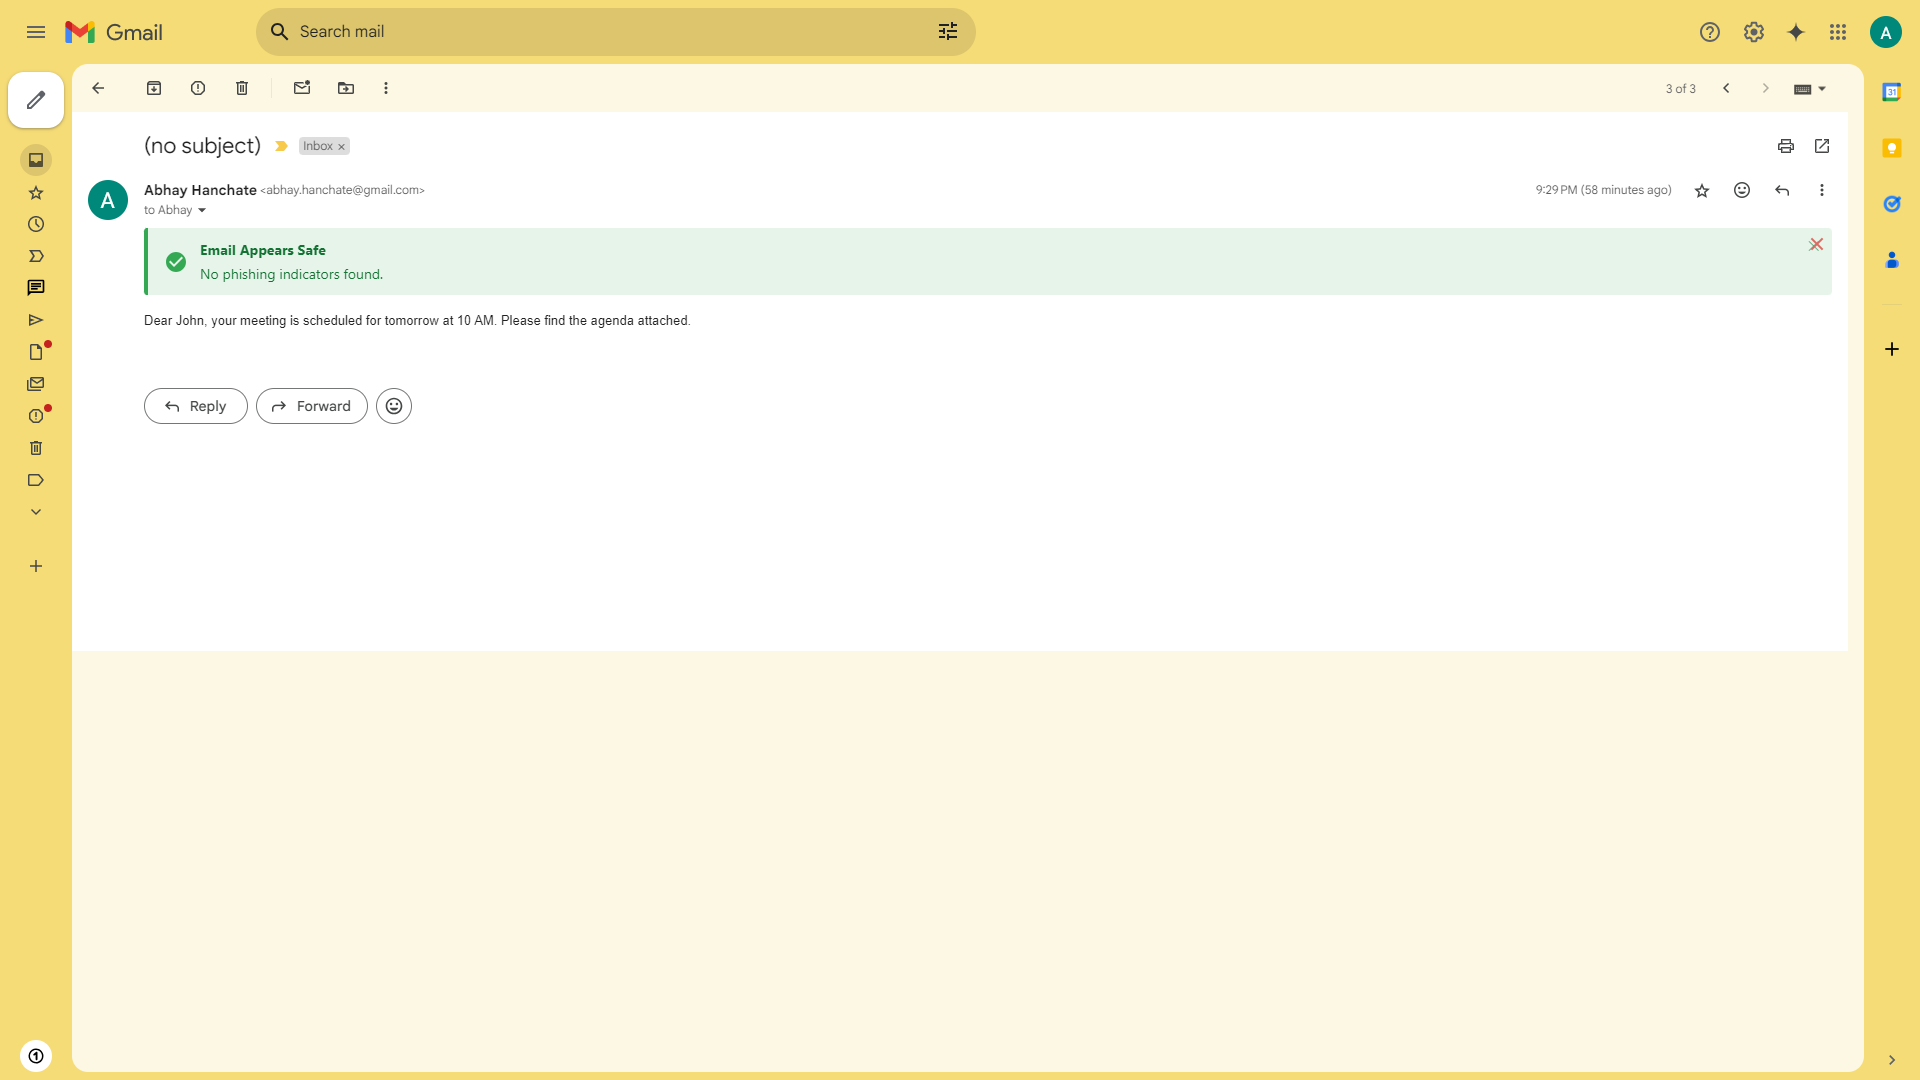 Gmail
Search mail
A
3 of 3
31
(no subject)
Inbox ×
A
Abhay Hanchate <abhay.hanchate@gmail.com>
9:29 PM (58 minutes ago)
to Abhay
Email Appears Safe
No phishing indicators found.
Dear John, your meeting is scheduled for tomorrow at 10 AM. Please find the agenda attached.
Reply
Forward